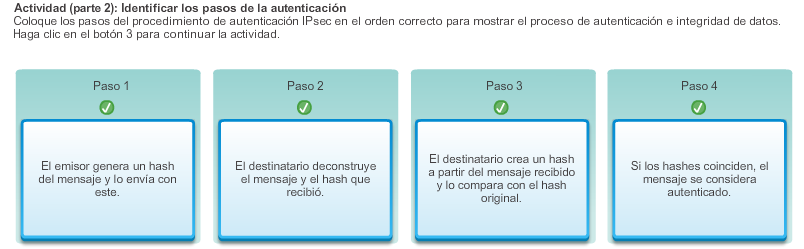 Actividad (parte 2): Identificar los pasos de la autenticación
Coloque los pasos del procedimiento de autenticación IPsec en el orden correcto para mostrar el proceso de autenticación e integridad de datos.
Haga clic en el botón 3 para continuar la actividad.
Paso 1
El emisor genera un hash
del mensaje y lo envía con
este.
Paso 2
El destinatario deconstruye
el mensaje y el hash que
recibió.
Paso 3
El destinatario crea un hash
a partir del mensaje recibido
y lo compara con el hash
original.
Paso 4
Si los hashes coinciden, el
mensaje se considera
autenticado.